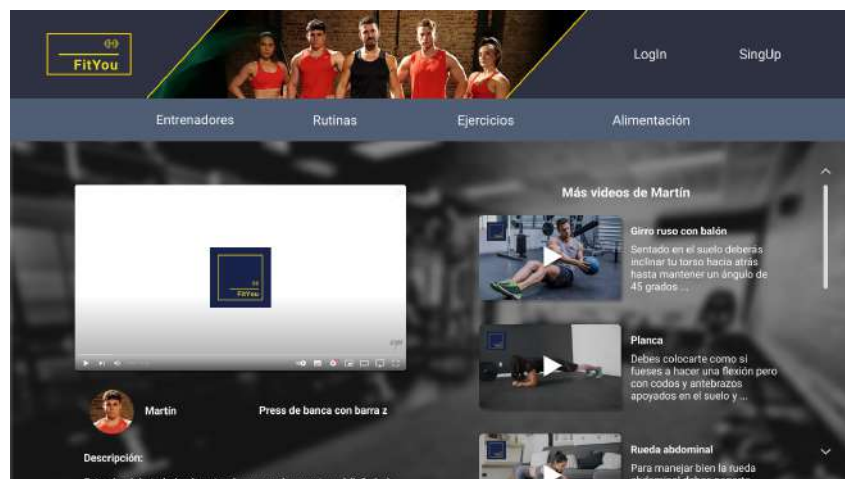 FitYou
LogIn
SingUp
Entrenadores
Rutinas
Ejercicios
Alimentación
FitYou
Martín
Press de banca con barra z
Descripción:
Más videos de Martín
Girro ruso con balón
Sentado en el suelo deberás
inclinar tu torso hacia atrás
hasta mantener un ángulo de
45 grados ...
Planca
Debes colocarte como si
fueses a hacer una flexión pero
con codos y antebrazos
apoyados en el suelo y ...
Rueda abdominal
Para manejar bien la rueda